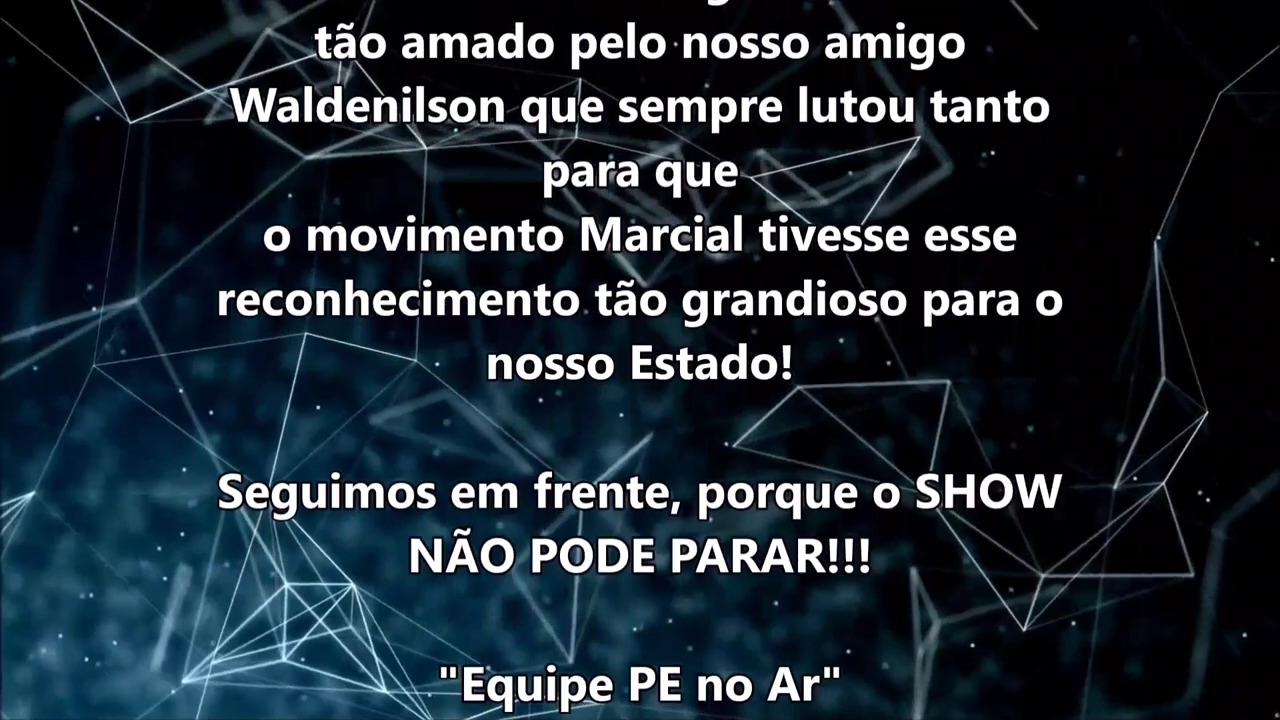 tão amado pelo nosso amigo
Waldenilson que sempre lutou tanto
para que
o movimento Marcial tivesse esse
reconhecimento tão grandioso para o
nosso Estado!
Seguimos em frente, porque o SHOW
NÃO PODE PARAR!!!
"Equipe PE no Ar"